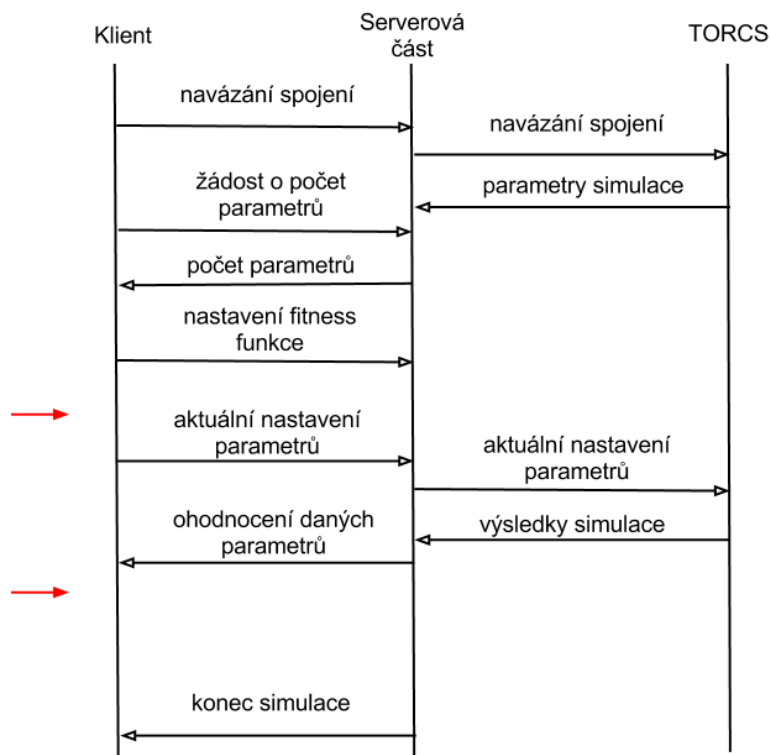 Klient
Serverová
část
TORCS
navázání spojení
navázání spojení
žádost o počet
parametrů
parametry simulace
počet parametrů
nastavení fitness
funkce
aktuální nastavení
parametrů
aktuální nastavení
parametrů
ohodnocení daných
parametrů
výsledky simulace
konec simulace